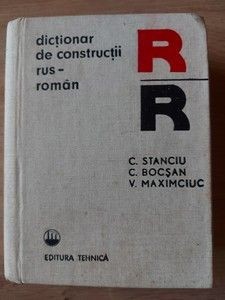 dicționar
de construcții
rus-
român
R
R
C. STANCIU
C. BOCȘAN
V. MAXIMCIUC
EDITURA TEHNICĂ